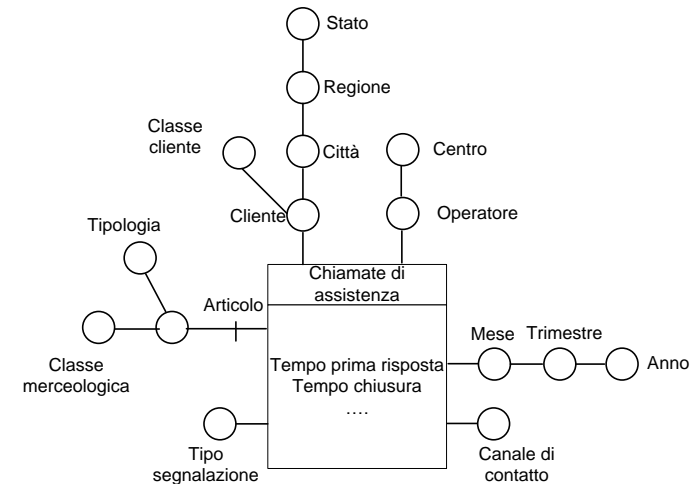 Stato
Regione
Classe
cliente
Città
Centro
Cliente
Operatore
Tipologia
Chiamate di
assistenza
Articolo
Mese
Trimestre
Anno
Classe
merceologica
Tempo prima risposta
Tempo chiusura
....
Tipo
segnalazione
Canale di
contatto